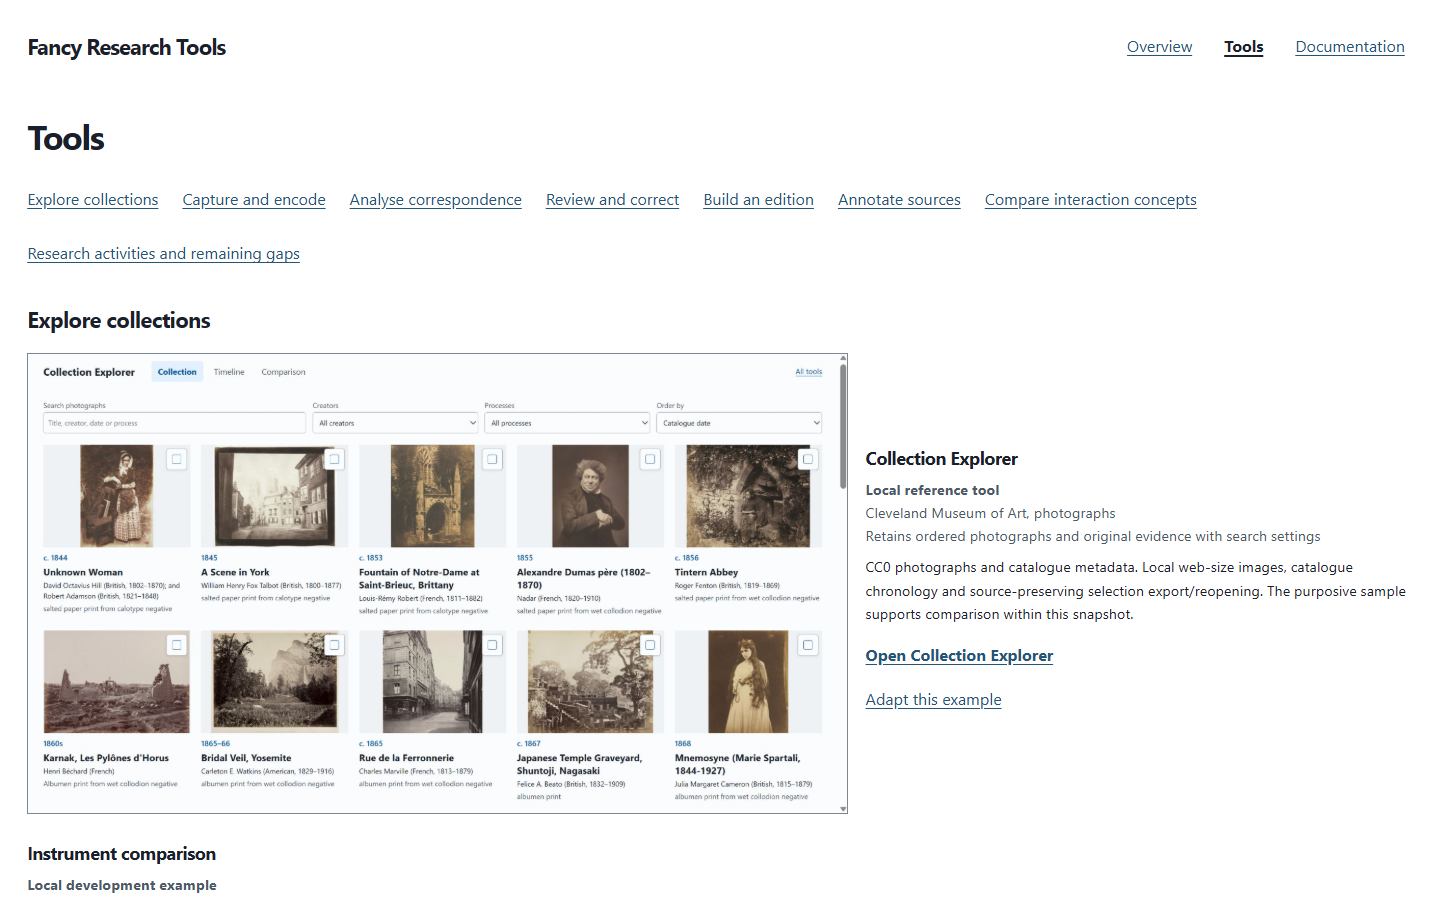 Fancy Research Tools
Overview
Tools
Documentation
Tools
Explore collections
Capture and encode
Analyse correspondence
Review and correct
Build an edition
Annotate sources
Compare interaction concepts
Research activities and remaining gaps
Explore collections
Collection Explorer
Collection
Timeline
Comparison
All tools
Search photographs
Creators
Processes
Order by
Title, creator, date or process
All creators
All processes
Catalogue date
c. 1844
Unknown Woman
David Octavius Hill (British, 1802–1870); and
Robert Adamson (British, 1821–1848)
salted paper print from calotype negative
1845
A Scene in York
William Henry Fox Talbot (British, 1800–1877)
salted paper print from calotype negative
c. 1853
Fountain of Notre-Dame at
Saint-Brieuc, Brittany
Louis-Rémy Robert (French, 1811–1882)
salted paper print from calotype negative
1855
Alexandre Dumas père (1802–
1870)
Nadar (French, 1820–1910)
salted paper print from wet collodion negative
c. 1856
Tintern Abbey
Roger Fenton (British, 1819–1869)
salted paper print from wet collodion negative
1860s
Karnak, Les Pylônes d'Horus
Henri Béchard (French)
Albumen print from wet collodion negative
1865–66
Bridal Veil, Yosemite
Carleton E. Watkins (American, 1829–1916)
albumen print from wet collodion negative
c. 1865
Rue de la Ferronnerie
Charles Marville (French, 1813–1879)
albumen print from wet collodion negative
c. 1867
Japanese Temple Graveyard,
Shuntoji, Nagasaki
Felice A. Beato (British, 1832–1909)
albumen print
1868
Mnemosyne (Marie Spartali,
1844-1927)
Julia Margaret Cameron (British, 1815–1879)
albumen print from wet collodion negative
Collection Explorer
Local reference tool
Cleveland Museum of Art, photographs
Retains ordered photographs and original evidence with search settings
CC0 photographs and catalogue metadata. Local web-size images, catalogue
chronology and source-preserving selection export/reopening. The purposive sample
supports comparison within this snapshot.
Open Collection Explorer
Adapt this example
Instrument comparison
Local development example